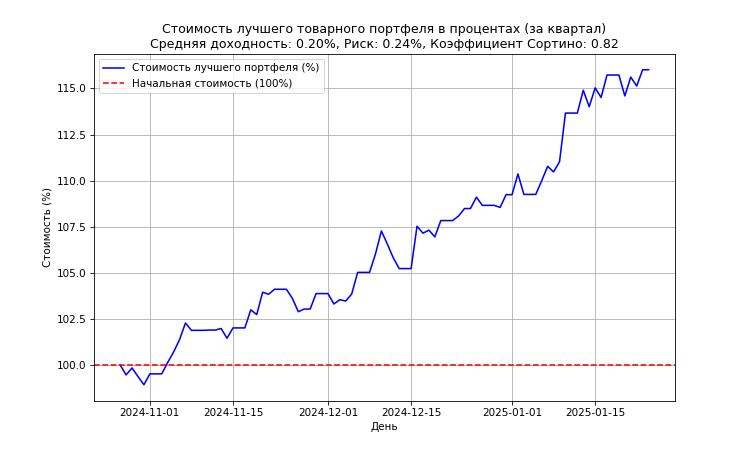 Стоимость лучшего товарного портфеля в процентах (за квартал)
Средняя доходность: 0.20%, Риск: 0.24%, Коэффициент Сортино: 0.82
Стоимость лучшего портфеля (%)
Начальная стоимость (100%)
Стоимость (%)
115.0
112.5
110.0
107.5
105.0
102.5
100.0
2024-11-01 2024-11-15 2024-12-01 2024-12-15 2025-01-01 2025-01-15
День